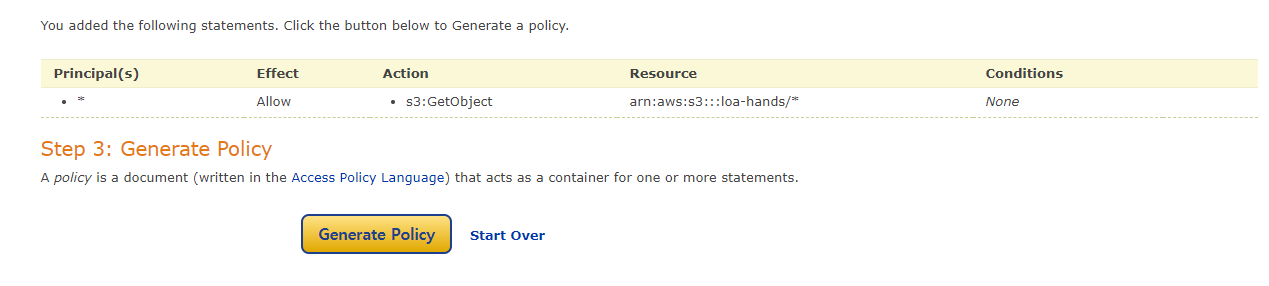 You added the following statements. Click the button below to Generate a policy.
Principal(s) Effect Action Resource Conditions
• * Allow • s3:GetObject arn:aws:s3:::loa-hands/* None
Step 3: Generate Policy
A policy is a document (written in the Access Policy Language) that acts as a container for one or more statements.
Generate Policy Start Over